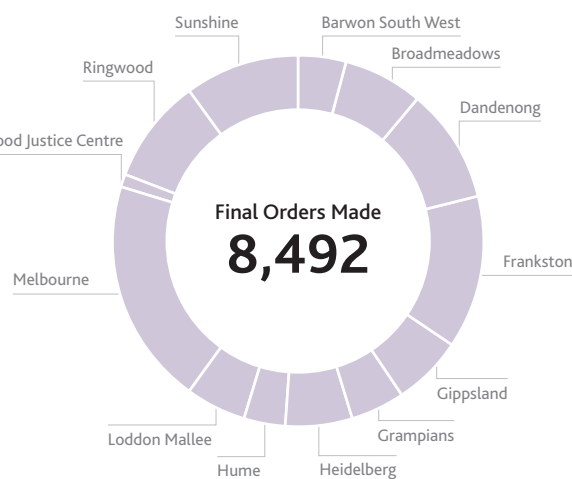 Sunshine
Barwon South West
Broadmeadows
Ringwood
Dandenong
Justice Centre
Final Orders Made
8,492
Frankston
Melbourne
Gippsland
Grampians
Loddon Mallee
Hume
Heidelberg